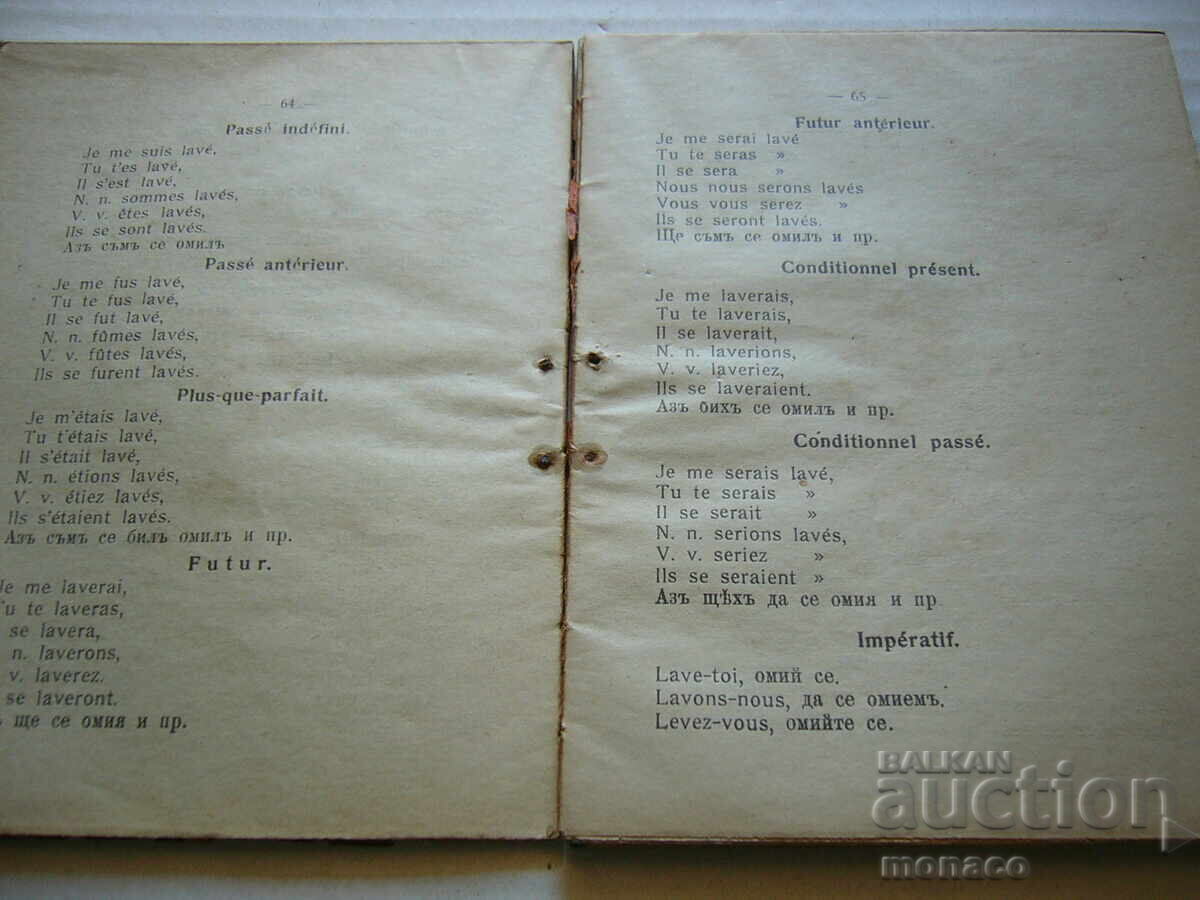 — 64 —
Passé indéfini.
Je me suis lavé,
Tu t'es lavé,
Il s'est lavé,
N. n. sommes lavés,
V. v. êtes lavés,
Ils se sont lavés.
Азъ съмъ се омилъ
Passé antérieur.
Je me fus lavé,
Tu te fus lavé,
Il se fut lavé,
N. n. fûmes lavés,
V. v. fûtes lavés,
Ils se furent lavés.
Plus-que-parfait.
Je m'étais lavé,
Tu t'étais lavé,
Il s'était lavé,
N. n. étions lavés,
V. v. étiez lavés,
Ils s'étaient lavés.
Азъ съмъ се билъ омилъ и пр.
Futur.
Je me laverai,
Tu te laveras,
se lavera,
n. laverons,
v. laverez.
se laveront.
ъ ще се омия и пр.
— 65 —
Futur antérieur.
Je me serai lavé
Tu te seras »
Il se sera »
Nous nous serons lavés
Vous vous serez »
Ils se seront lavés.
Ще съмъ се омилъ и пр.
Conditionnel présent.
Je me laverais,
Tu te laverais,
Il se laverait,
N. n. laverions,
V. v. laveriez,
Ils se laveraient.
Азъ бихъ се омилъ и пр.
Conditionnel passé.
Je me serais lavé,
Tu te serais »
Il se serait »
N. n. serions lavés,
V. v. seriez »
Ils se seraient »
Азъ щѣхъ да се омия и пр
Impératif.
Lave-toi, омий се.
Lavons-nous, да се омиемъ.
Levez-vous, омийте се.
BALKAN
auction
monaco